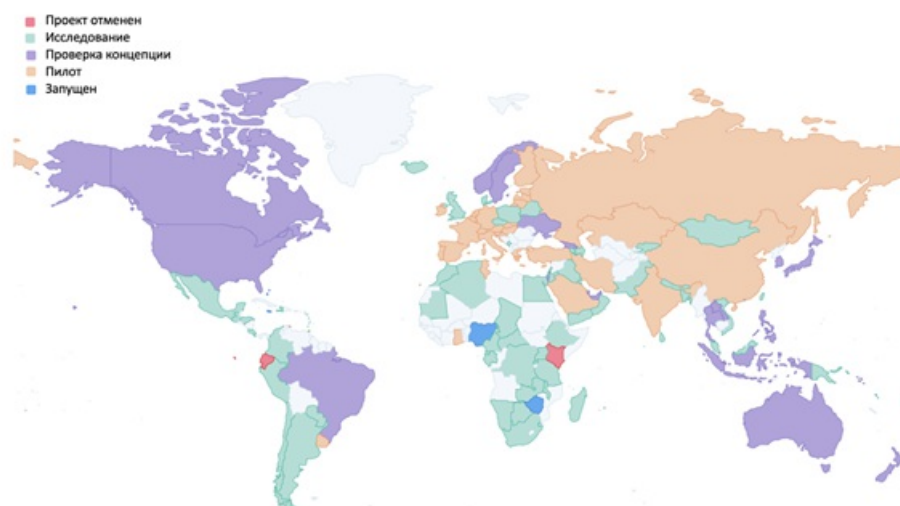 Проект отменен
Исследование
Проверка концепции
Пилот
Запущен